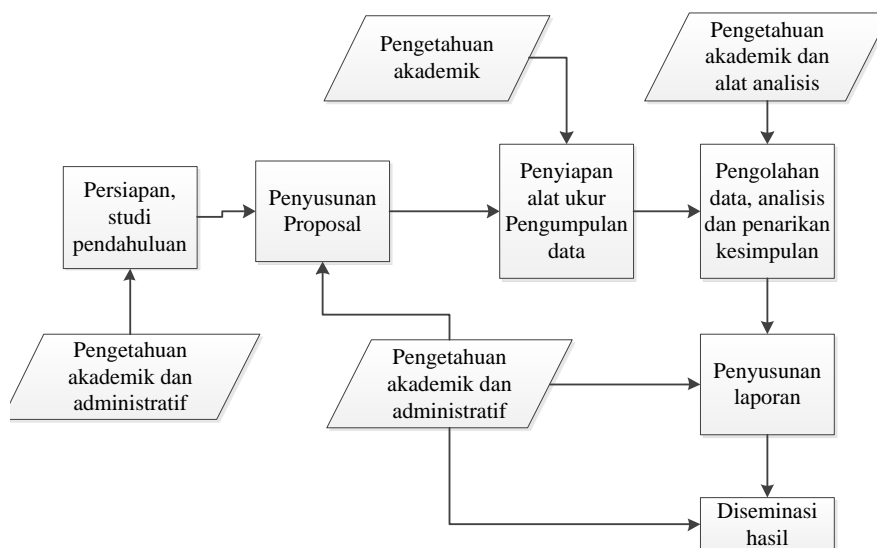 Pengetahuan
akademik
Pengetahuan
akademik dan
alat analisis
Persiapan,
studi
pendahuluan
Penyusunan
Proposal
Penyiapan
alat ukur
Pengumpulan
data
Pengolahan
data, analisis
dan penarikan
kesimpulan
Pengetahuan
akademik dan
administratif
Pengetahuan
akademik dan
administratif
Penyusunan
laporan
Diseminasi
hasil